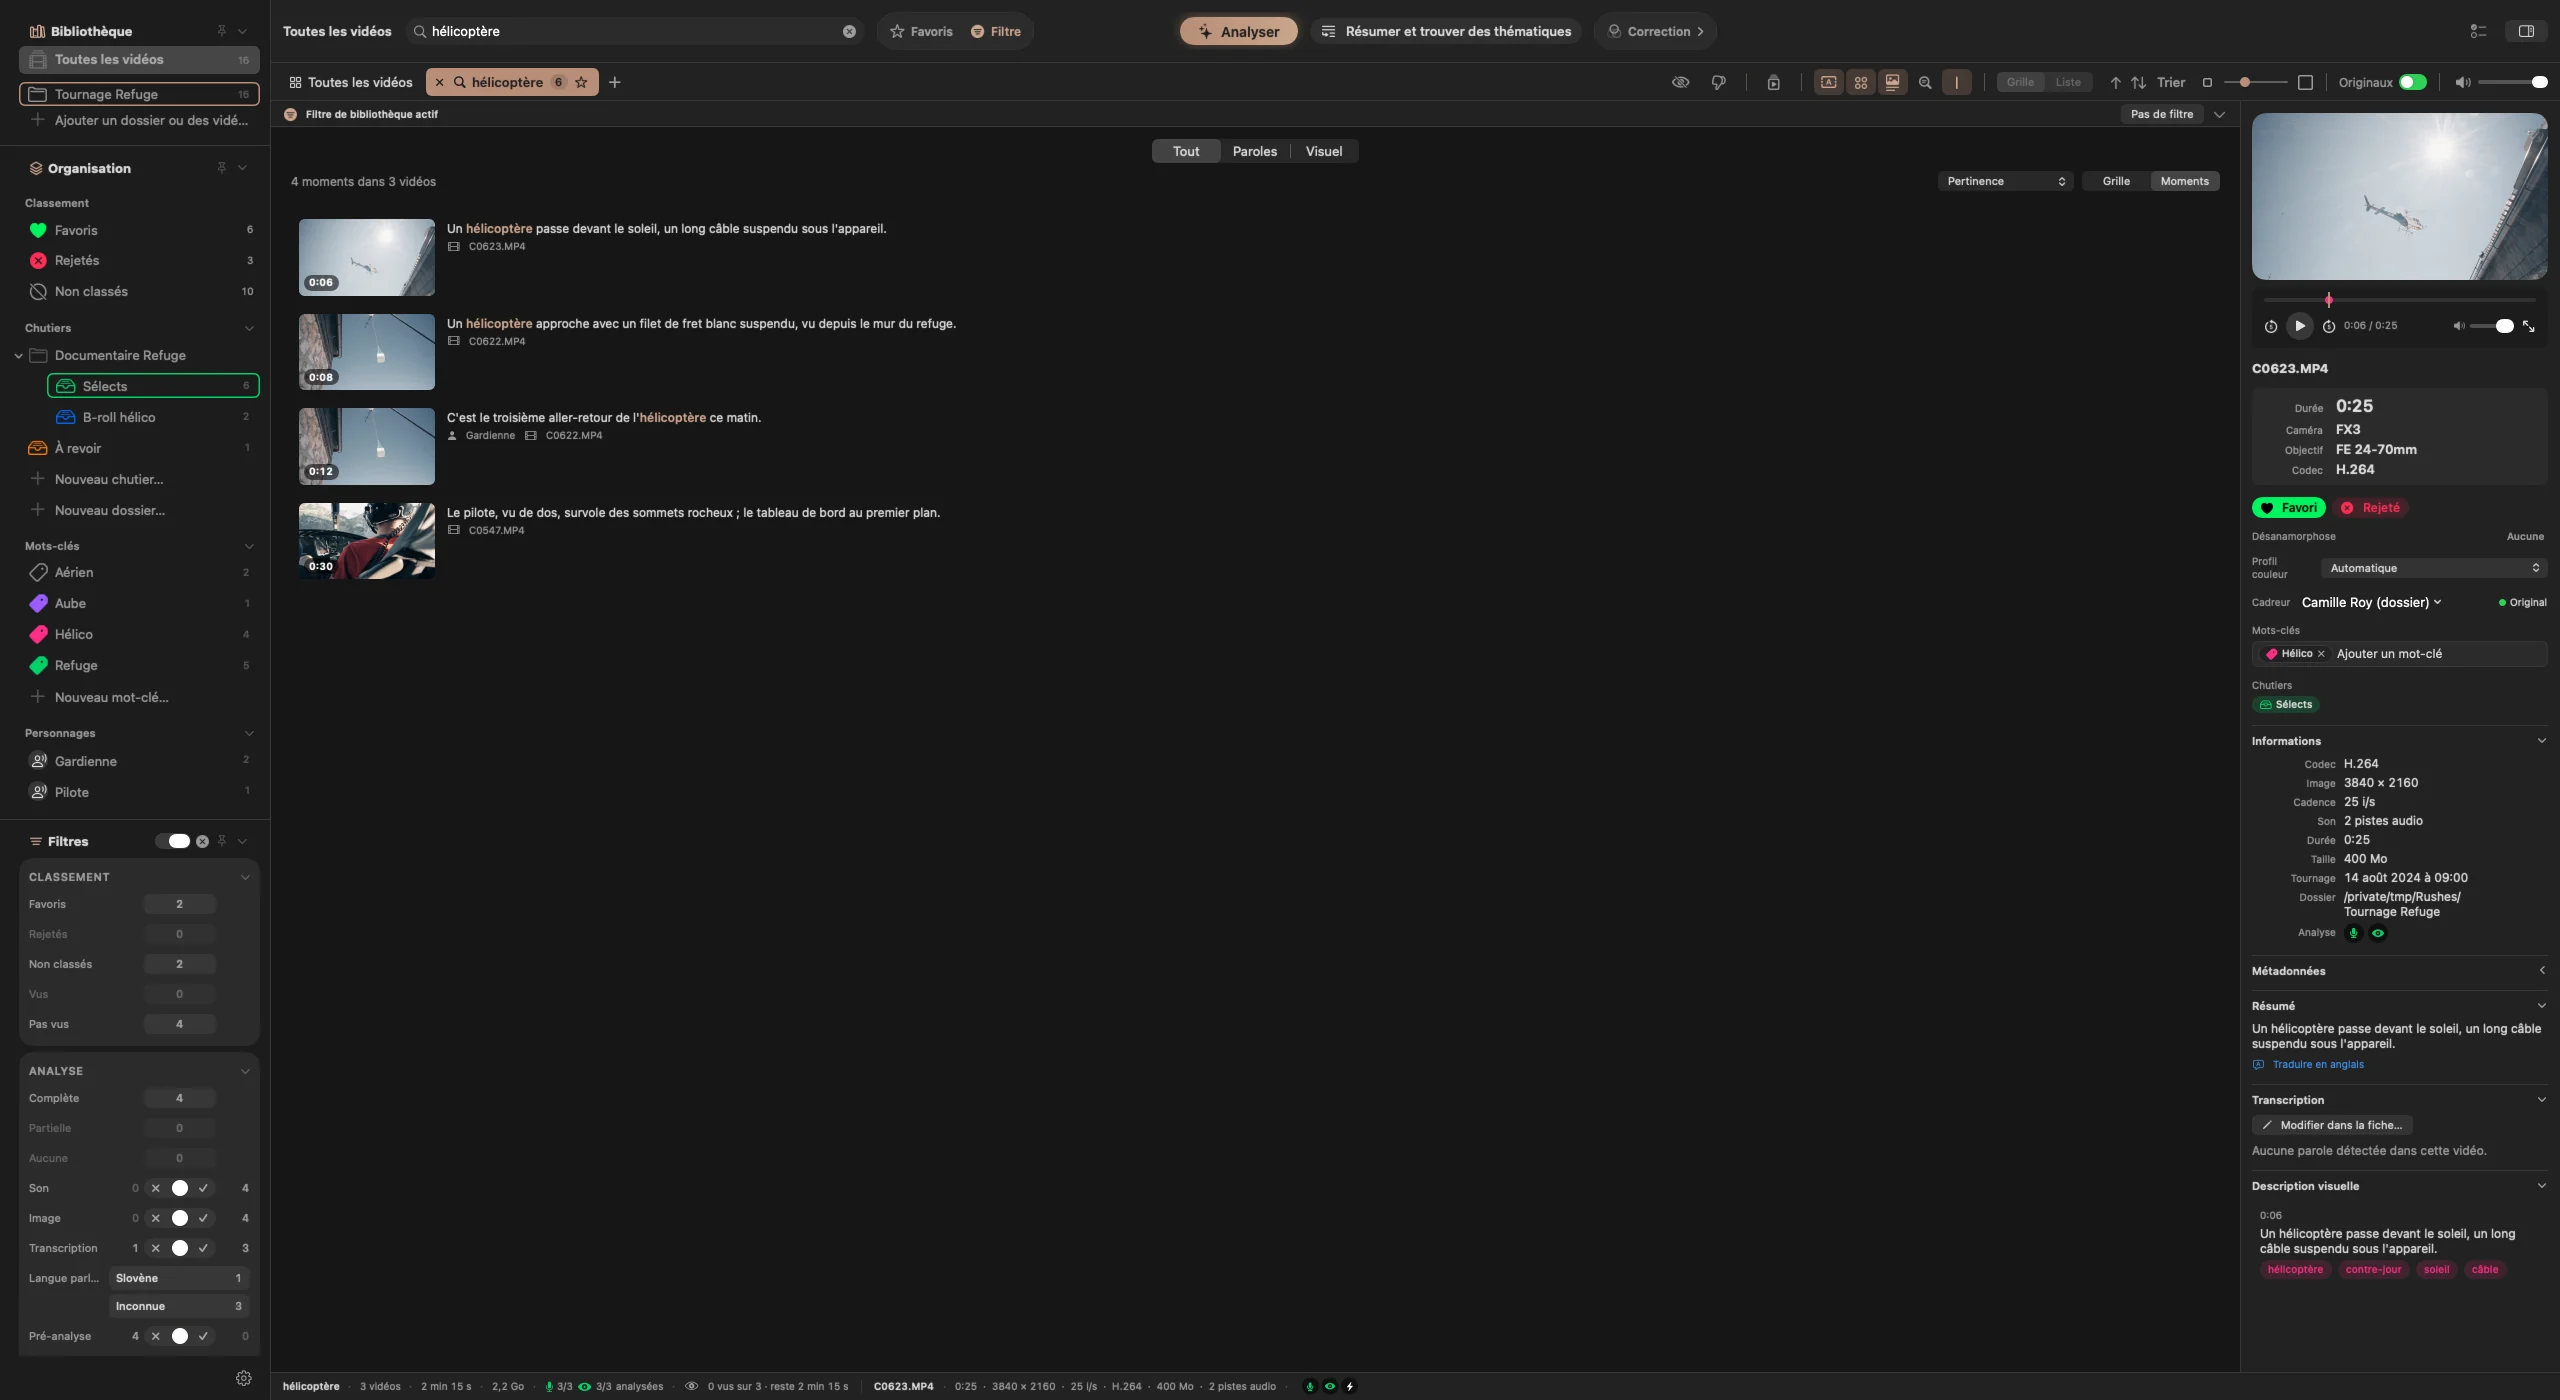 Bibliothèque
Toutes les vidéos 16
Tournage Refuge 16
Ajouter un dossier ou des vidé...
Organisation
Classement
Favoris 6
Rejetés 3
Non classés 10
Chutiers
Documentaire Refuge
Sélects 6
B-roll hélico 2
À revoir 1
Nouveau chutier...
Nouveau dossier...
Mots-clés
Aérien 2
Aube 1
Hélico 4
Refuge 5
Nouveau mot-clé...
Personnages
Gardienne 2
Pilote 1
Filtres
CLASSEMENT
Favoris 2
Rejetés 0
Non classés 2
Vus 0
Pas vus 4
ANALYSE
Complète 4
Partielle 0
Aucune 0
Son 0 4
Image 0 4
Transcription 1 3
Langue parl... Slovène 1
Inconnue 3
Pré-analyse 4 0
Toutes les vidéos hélicoptère Favoris Filtre Analyser Résumer et trouver des thématiques Correction
Toutes les vidéos hélicoptère 6 Grille Liste Trier Originaux
Filtre de bibliothèque actif Pas de filtre
Tout Paroles Visuel
4 moments dans 3 vidéos Pertinence Grille Moments
0:06 Un hélicoptère passe devant le soleil, un long câble suspendu sous l'appareil.
C0623.MP4
0:08 Un hélicoptère approche avec un filet de fret blanc suspendu, vu depuis le mur du refuge.
C0622.MP4
0:12 C'est le troisième aller-retour de l'hélicoptère ce matin.
Gardienne C0622.MP4
0:30 Le pilote, vu de dos, survole des sommets rocheux ; le tableau de bord au premier plan.
C0547.MP4
0:06 / 0:25
C0623.MP4
Durée 0:25
Caméra FX3
Objectif FE 24-70mm
Codec H.264
Favori Rejeté
Désanamorphose Aucune
Profil couleur Automatique
Cadreur Camille Roy (dossier) Original
Mots-clés
Hélico Ajouter un mot-clé
Chutiers
Sélects
Informations
Codec H.264
Image 3840 × 2160
Cadence 25 i/s
Son 2 pistes audio
Durée 0:25
Taille 400 Mo
Tournage 14 août 2024 à 09:00
Dossier /private/tmp/Rushes/
Tournage Refuge
Analyse
Métadonnées
Résumé
Un hélicoptère passe devant le soleil, un long câble
suspendu sous l'appareil.
Traduire en anglais
Transcription
Modifier dans la fiche...
Aucune parole détectée dans cette vidéo.
Description visuelle
0:06
Un hélicoptère passe devant le soleil, un long
câble suspendu sous l'appareil.
hélicoptère contre-jour soleil câble
hélicoptère · 3 vidéos · 2 min 15 s · 2,2 Go · 3/3 3/3 analysées · 0 vus sur 3 · reste 2 min 15 s C0623.MP4 · 0:25 · 3840 × 2160 · 25 i/s · H.264 · 400 Mo · 2 pistes audio